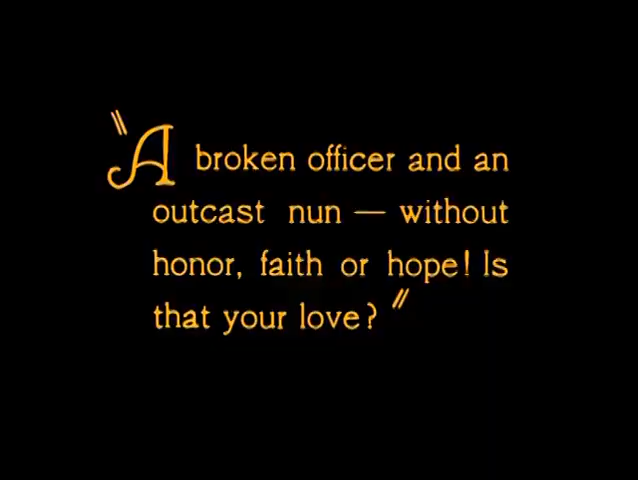 "A broken officer and an
outcast nun — without
honor, faith or hope! Is
that your love?"